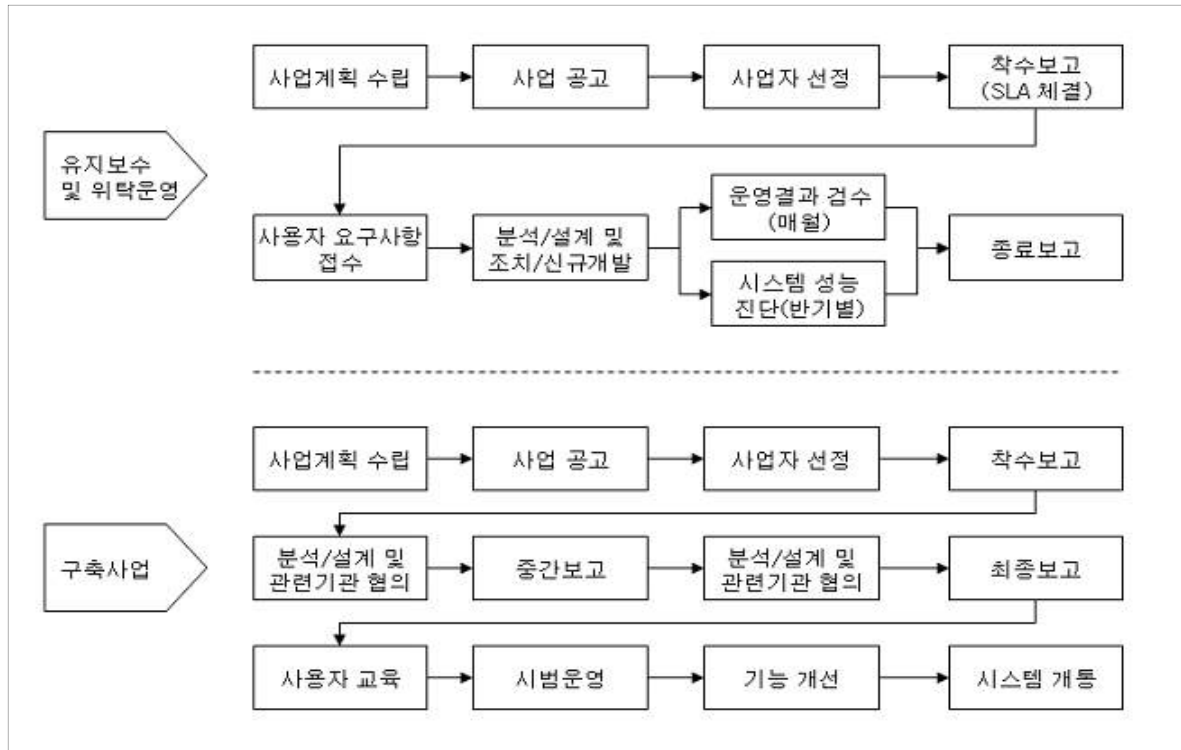 사업계획 수립
사업 공고
사업자 선정
착수보고
(SLA 체결)
유지보수
및 위탁운영
사용자 요구사항
접수
분석/설계 및
조치/신규개발
운영결과 검수
(매월)
시스템 성능
진단(반기별)
종료보고
사업계획 수립
사업 공고
사업자 선정
착수보고
구축사업
분석/설계 및
관련기관 협의
중간보고
분석/설계 및
관련기관 협의
최종보고
사용자 교육
시범운영
기능 개선
시스템 개통